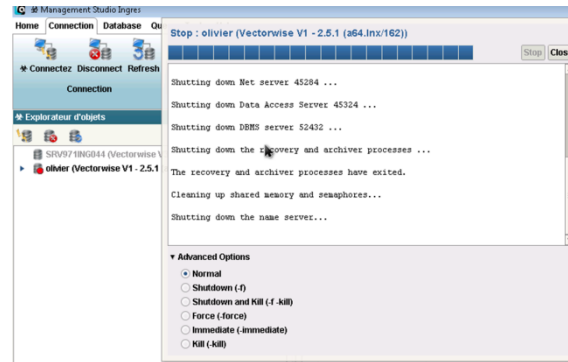 Management Studio Ingres
Home Connection Database Qu
Connectez Disconnect Refresh
Connection
Explorateur d'objets
SRV971ING044 (Vectorwise V
olivier (Vectorwise V1 - 2.5.1
Stop : olivier (Vectorwise V1 - 2.5.1 (a64.lnx/162))
Stop Clos
Shutting down Net server 45284 ...
Shutting down Data Access Server 45324 ...
Shutting down DBMS server 52432 ...
Shutting down the recovery and archiver processes ...
The recovery and archiver processes have exited.
Cleaning up shared memory and semaphores...
Shutting down the name server...
Advanced Options
Normal
Shutdown (-f)
Shutdown and Kill (-f -kill)
Force (-force)
Immediate (-immediate)
Kill (-kill)